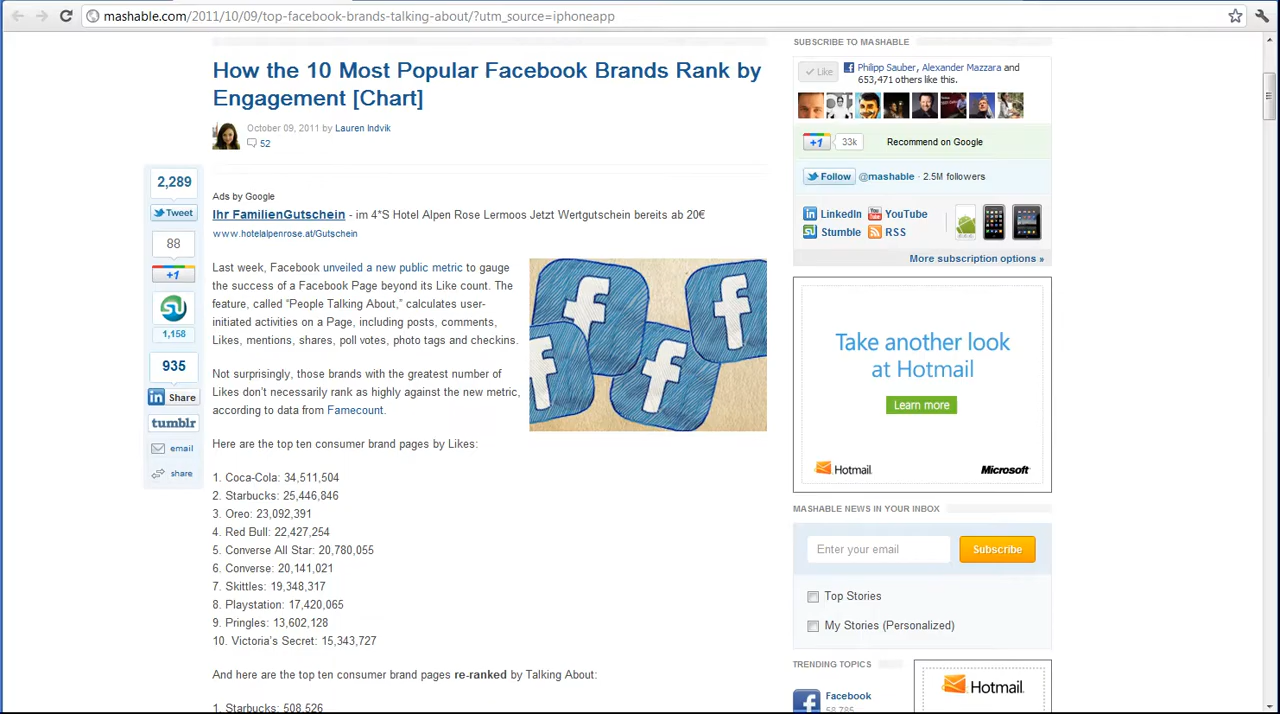 mashable.com/2011/10/09/top-facebook-brands-talking-about/?utm_source=iphoneapp
How the 10 Most Popular Facebook Brands Rank by
Engagement [Chart]
October 09, 2011 by Lauren Indvik
52
2,289
Tweet
88
+1
1,158
935
in Share
tumblr
email
share
Ads by Google
Ihr FamilienGutschein - im 4*S Hotel Alpen Rose Lermoos Jetzt Wertgutschein bereits ab 20€
www.hotelalpenrose.at/Gutschein
Last week, Facebook unveiled a new public metric to gauge
the success of a Facebook Page beyond its Like count. The
feature, called “People Talking About,” calculates user-
initiated activities on a Page, including posts, comments,
Likes, mentions, shares, poll votes, photo tags and checkins.
Not surprisingly, those brands with the greatest number of
Likes don’t necessarily rank as highly against the new metric,
according to data from Famecount.
Here are the top ten consumer brand pages by Likes:
1. Coca-Cola: 34,511,504
2. Starbucks: 25,446,846
3. Oreo: 23,092,391
4. Red Bull: 22,427,254
5. Converse All Star: 20,780,055
6. Converse: 20,141,021
7. Skittles: 19,348,317
8. Playstation: 17,420,065
9. Pringles: 13,602,128
10. Victoria’s Secret: 15,343,727
And here are the top ten consumer brand pages re-ranked by Talking About:
1. Starbucks: 508,526
SUBSCRIBE TO MASHABLE
Like
Philipp Sauber, Alexander Mazzara and
653,471 others like this.
+1 33k Recommend on Google
Follow @mashable · 2.5M followers
LinkedIn YouTube
Stumble RSS
More subscription options »
Take another look
at Hotmail
Learn more
Hotmail Microsoft
MASHABLE NEWS IN YOUR INBOX
Enter your email Subscribe
Top Stories
My Stories (Personalized)
TRENDING TOPICS
Facebook
58,785
Hotmail